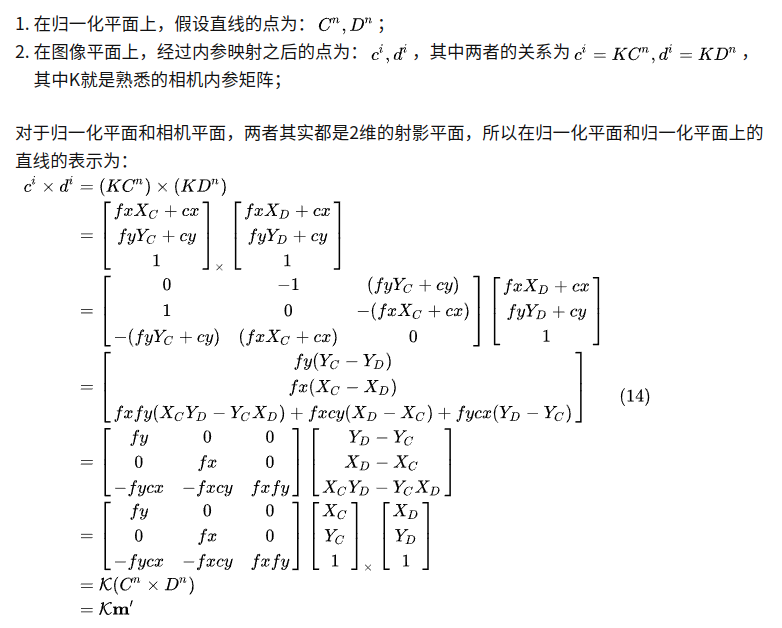 1. 在归一化平面上，假设直线的点为： $C^n, D^n$ ；
2. 在图像平面上，经过内参映射之后的点为： $c^i, d^i$ ，其中两者的关系为 $c^i = KC^n, d^i = KD^n$ ，
其中K就是熟悉的相机内参矩阵；
对于归一化平面和相机平面，两者其实都是2维的射影平面，所以在归一化平面和归一化平面上的
直线的表示为：
$c^i \times d^i = (KC^n) \times (KD^n)$
$= \begin{bmatrix} fxX_C + cx \\ fyY_C + cy \\ 1 \end{bmatrix}_\times \begin{bmatrix} fxX_D + cx \\ fyY_D + cy \\ 1 \end{bmatrix}$
$= \begin{bmatrix} 0 & -1 & (fyY_C + cy) \\ 1 & 0 & -(fxX_C + cx) \\ -(fyY_C + cy) & (fxX_C + cx) & 0 \end{bmatrix} \begin{bmatrix} fxX_D + cx \\ fyY_D + cy \\ 1 \end{bmatrix}$
$= \begin{bmatrix} fy(Y_C - Y_D) \\ fx(X_C - X_D) \\ fxfy(X_CY_D - Y_CX_D) + fxcy(X_D - X_C) + fycx(Y_D - Y_C) \end{bmatrix}$ (14)
$= \begin{bmatrix} fy & 0 & 0 \\ 0 & fx & 0 \\ -fycx & -fxcy & fxfy \end{bmatrix} \begin{bmatrix} Y_D - Y_C \\ X_D - X_C \\ X_CY_D - Y_CX_D \end{bmatrix}$
$= \begin{bmatrix} fy & 0 & 0 \\ 0 & fx & 0 \\ -fycx & -fxcy & fxfy \end{bmatrix} \begin{bmatrix} X_C \\ Y_C \\ 1 \end{bmatrix}_\times \begin{bmatrix} X_D \\ Y_D \\ 1 \end{bmatrix}$
$= \mathcal{K}(C^n \times D^n)$
$= \mathcal{K}\mathbf{m}'$